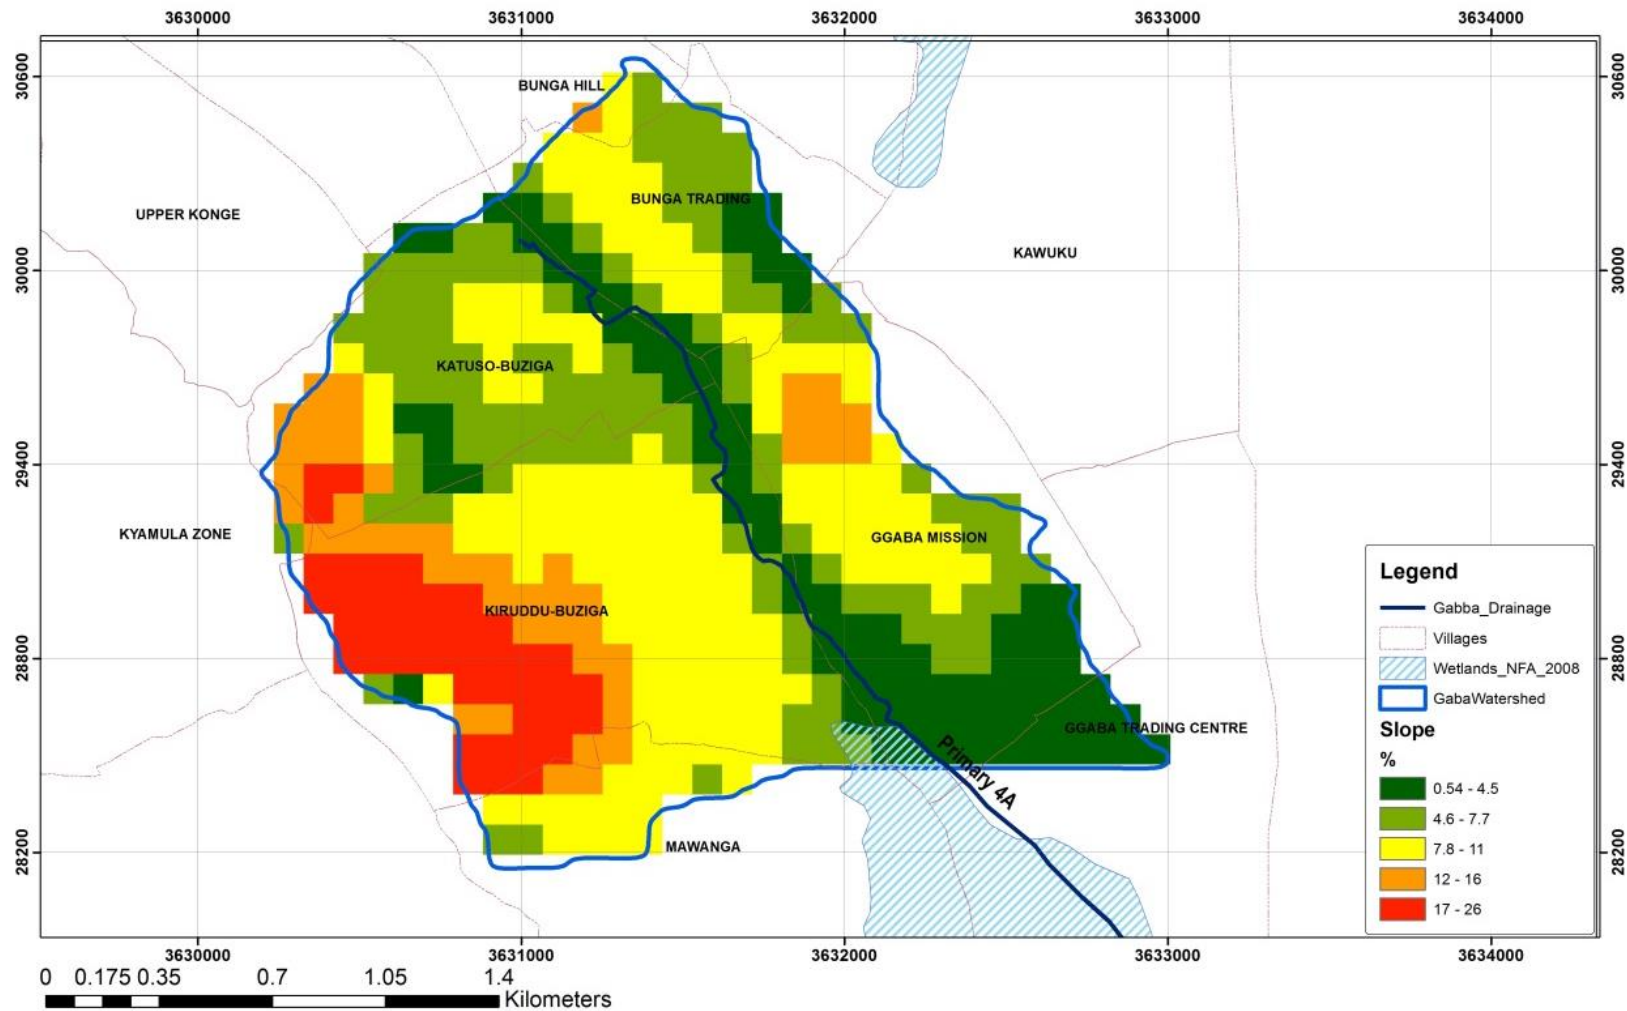 3630000 3631000 3632000 3633000 3634000
30600 30600
BUNGA HILL
BUNGA TRADING
UPPER KONGE
KAWUKU
30000 30000
KATUSO-BUZIGA
29400 29400
KYAMULA ZONE
GGABA MISSION
KIRUDDU-BUZIGA
28800 28800
GGABA TRADING CENTRE
Primary 4A
MAWANGA
28200 28200
Legend
Gabba_Drainage
Villages
Wetlands_NFA_2008
GabaWatershed
Slope
%
0.54 - 4.5
4.6 - 7.7
7.8 - 11
12 - 16
17 - 26
3630000 3631000 3632000 3633000 3634000
0 0.175 0.35 0.7 1.05 1.4
Kilometers